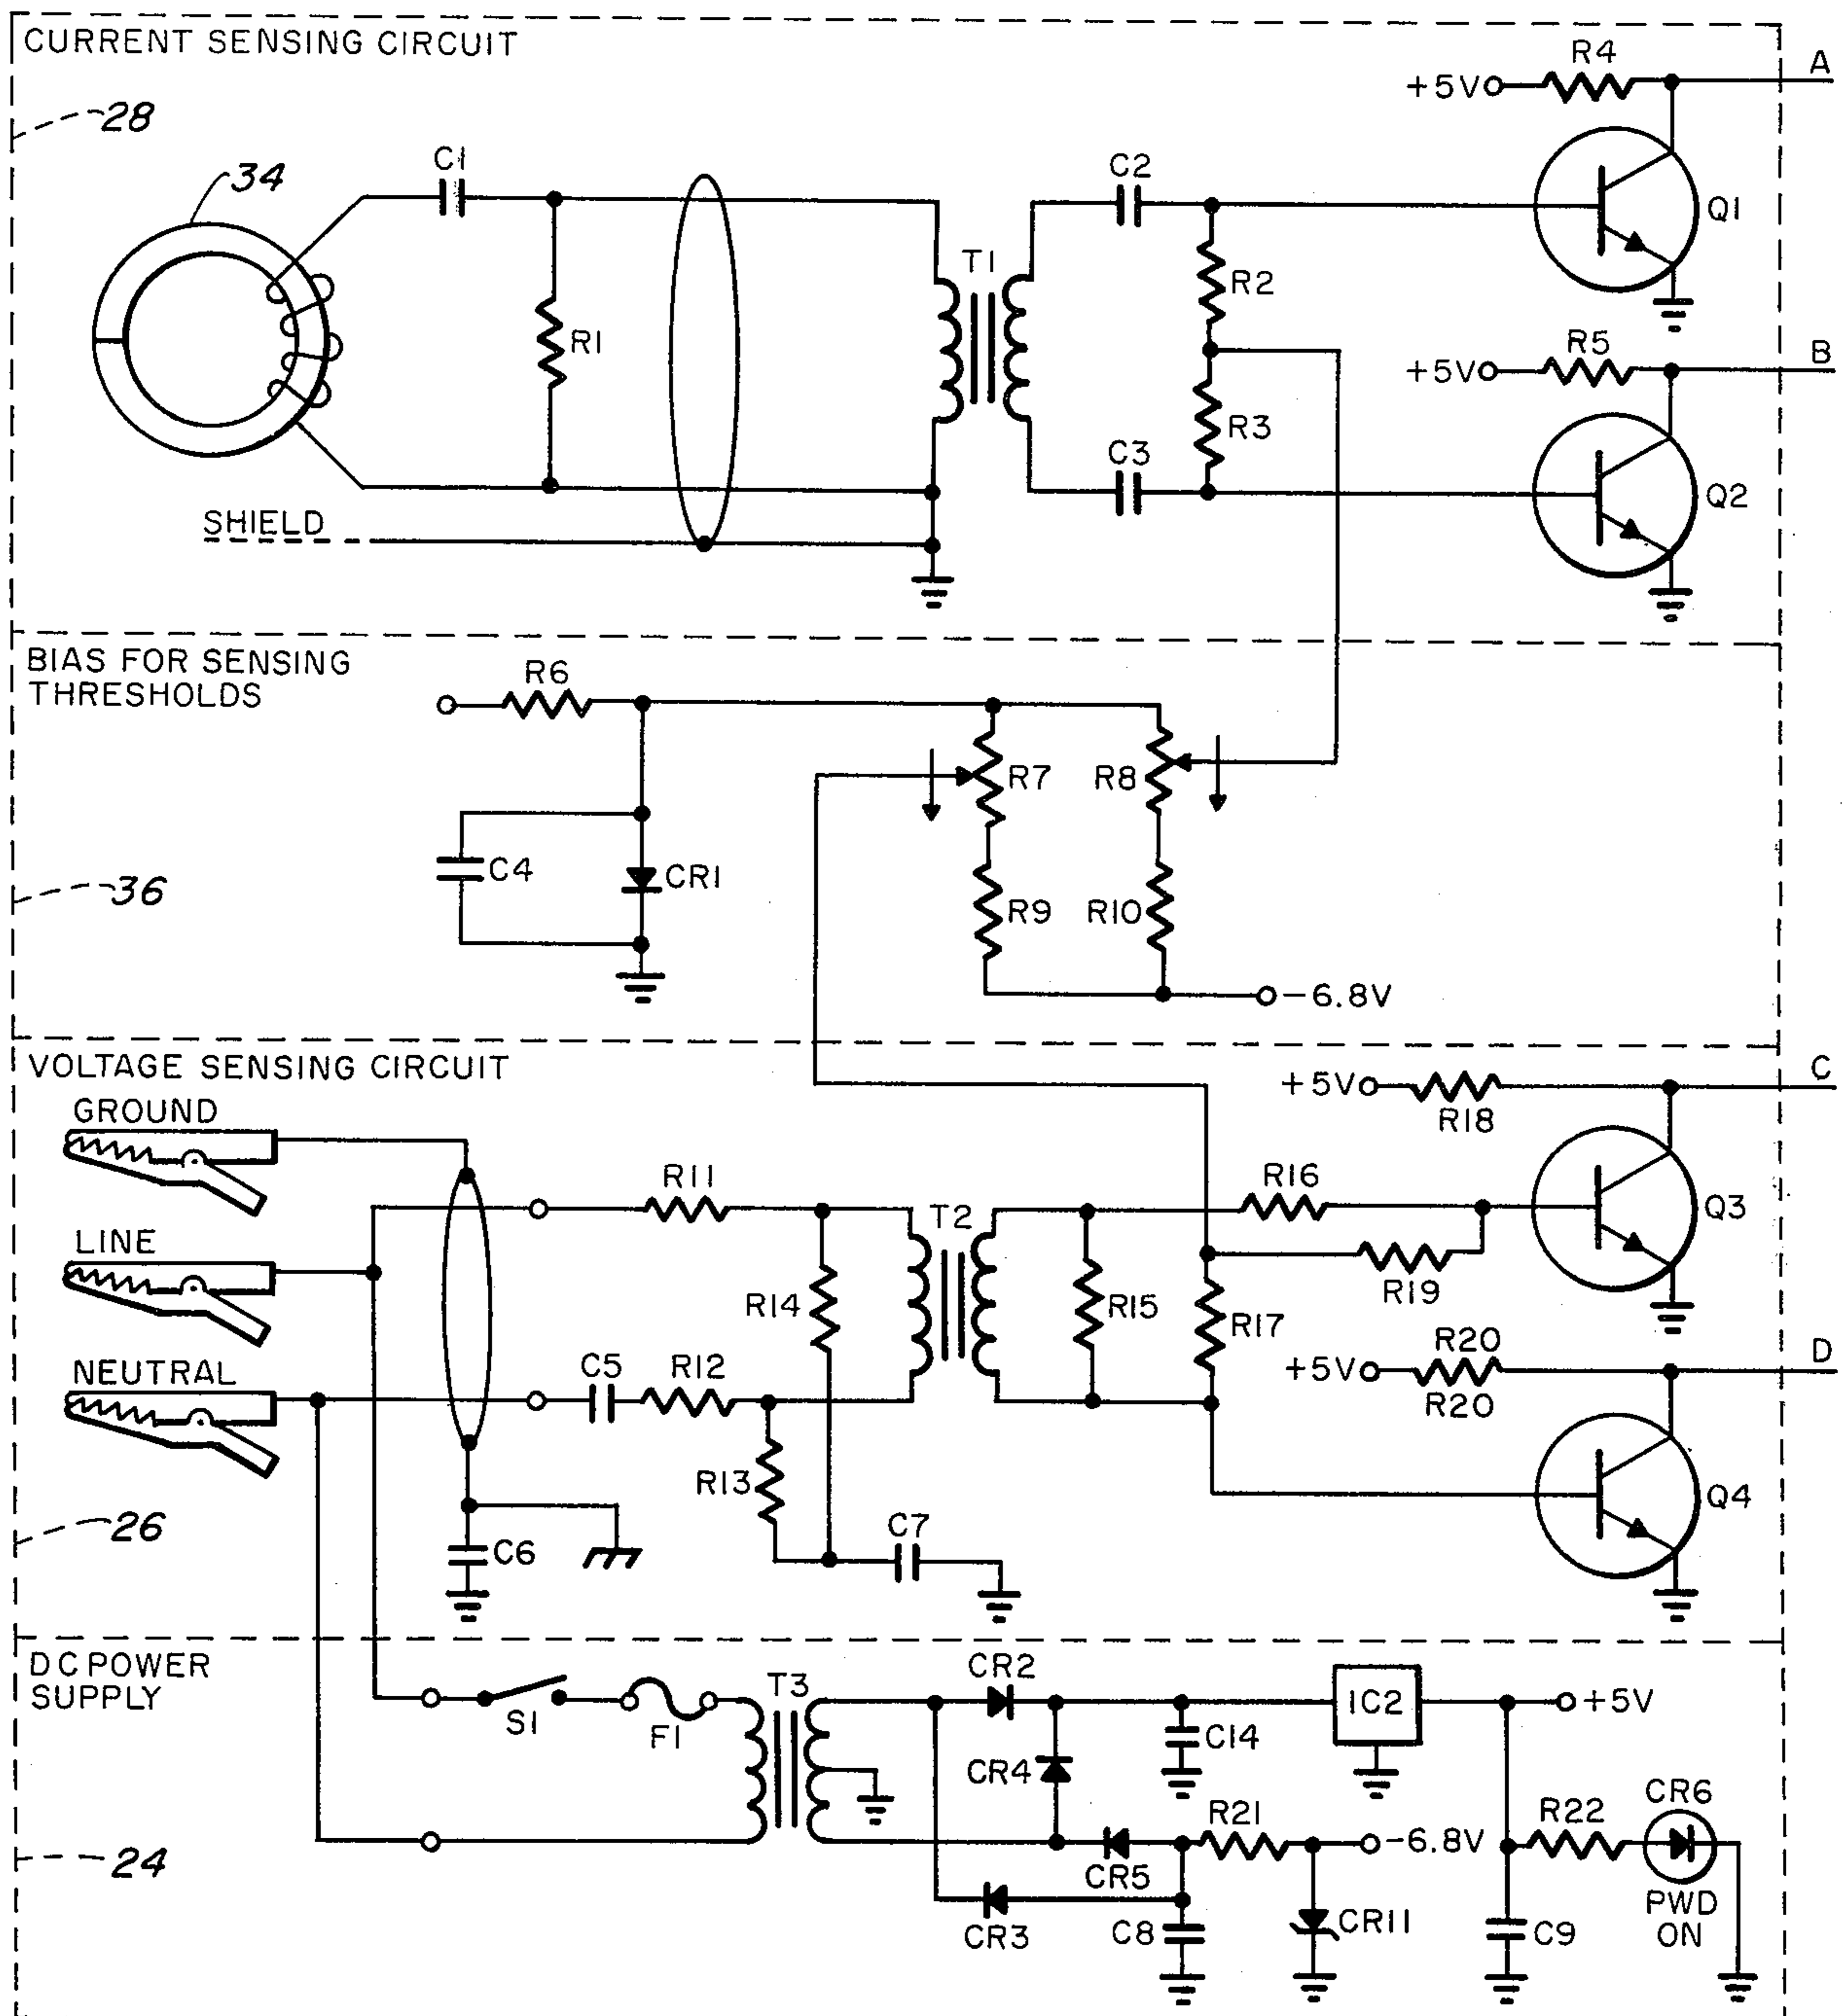 CURRENT SENSING CIRCUIT
28
34
C1
R1
SHIELD
T1
C2
R2
R3
C3
+5V
R4
A
Q1
+5V
R5
B
Q2
BIAS FOR SENSING
THRESHOLDS
36
R6
C4
CR1
R7
R8
R9
R10
-6.8V
VOLTAGE SENSING CIRCUIT
GROUND
LINE
NEUTRAL
26
R11
C5
R12
R14
R13
C6
C7
T2
R15
R16
R19
R17
+5V
R18
C
Q3
+5V
R20
R20
D
Q4
DC POWER
SUPPLY
24
S1
F1
T3
CR2
CR4
C14
IC2
+5V
CR5
CR3
R21
-6.8V
C8
CR11
R22
CR6
PWD
ON
C9